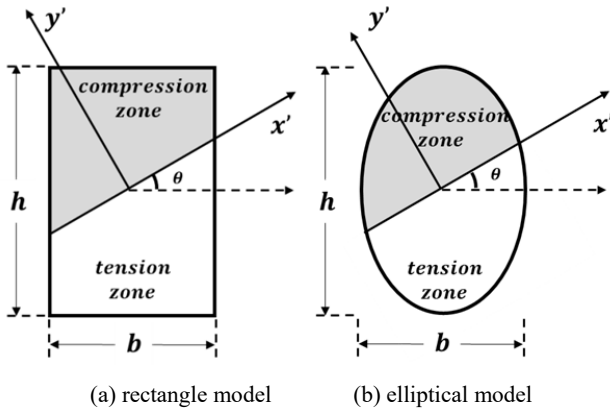 y'
compression
zone
x'
θ
h
tension
zone
b
(a) rectangle model
y'
compression
zone
x'
θ
h
tension
zone
b
(b) elliptical model